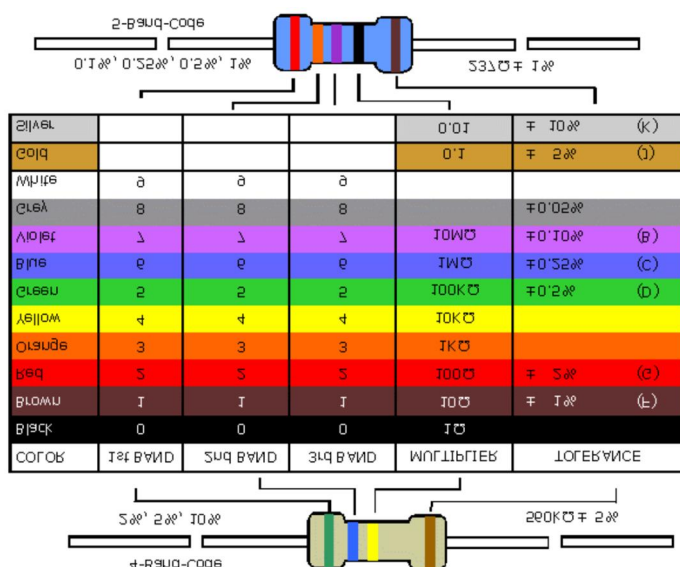 4-Band-Code
2%, 5%, 10% 560KΩ ± 5%
COLOR 1st BAND 2nd BAND 3rd BAND MULTIPLIER TOLERANCE
Black 0 0 0 1Ω
Brown 1 1 1 10Ω ± 1% (F)
Red 2 2 2 100Ω ± 2% (G)
Orange 3 3 3 1KΩ
Yellow 4 4 4 10KΩ
Green 5 5 5 100KΩ ±0.5% (D)
Blue 6 6 6 1MΩ ±0.25% (C)
Violet 7 7 7 10MΩ ±0.10% (B)
Grey 8 8 8 ±0.05%
White 9 9 9
Gold 0.1 ± 5% (J)
Silver 0.01 ± 10% (K)
0.1%, 0.25%, 0.5%, 1% 237Ω ± 1%
5-Band-Code